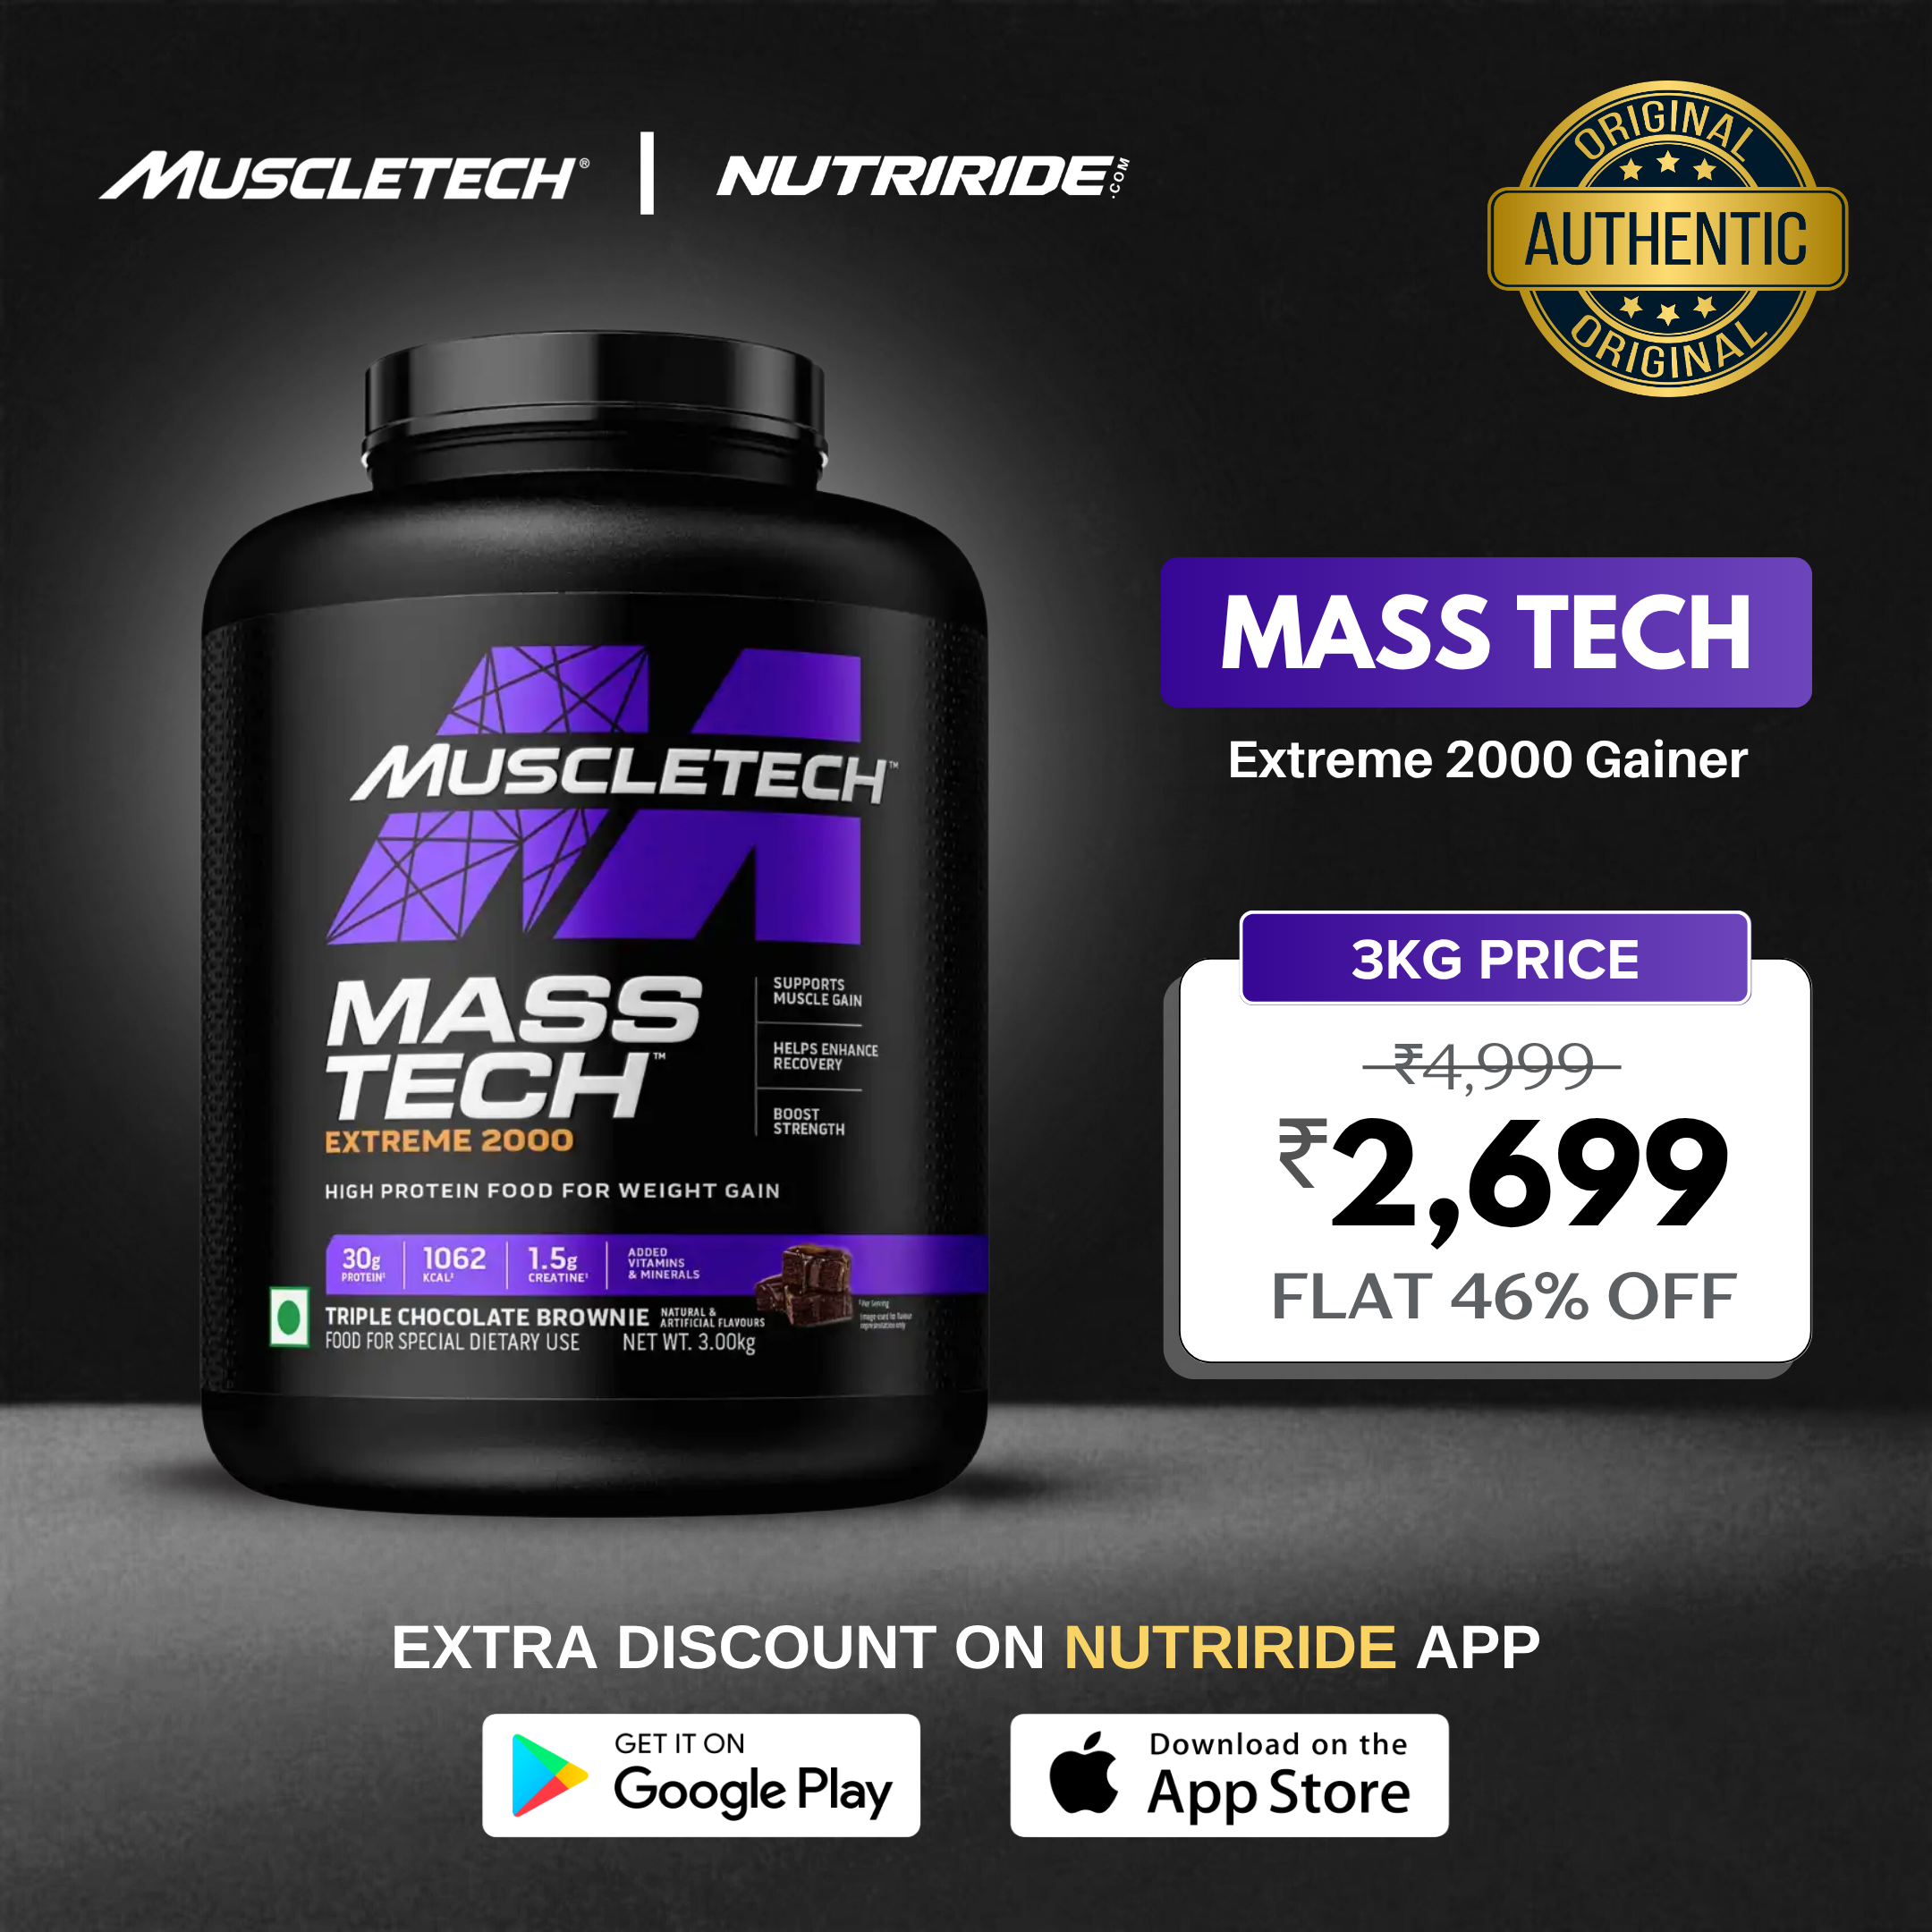 MUSCLETECH®
NUTRIRIDE.COM
ORIGINAL
AUTHENTIC
ORIGINAL
MUSCLETECH™
MASS
TECH™
EXTREME 2000
SUPPORTS
MUSCLE GAIN
HELPS ENHANCE
RECOVERY
BOOST
STRENGTH
HIGH PROTEIN FOOD FOR WEIGHT GAIN
30g
PROTEIN
1062
KCAL
1.5g
CREATINE
ADDED
VITAMINS
& MINERALS
TRIPLE CHOCOLATE BROWNIE
NATURAL &
ARTIFICIAL FLAVOURS
FOOD FOR SPECIAL DIETARY USE
NET WT. 3.00kg
MASS TECH
Extreme 2000 Gainer
3KG PRICE
₹4,999
₹2,699
FLAT 46% OFF
EXTRA DISCOUNT ON NUTRIRIDE APP
GET IT ON
Google Play
Download on the
App Store